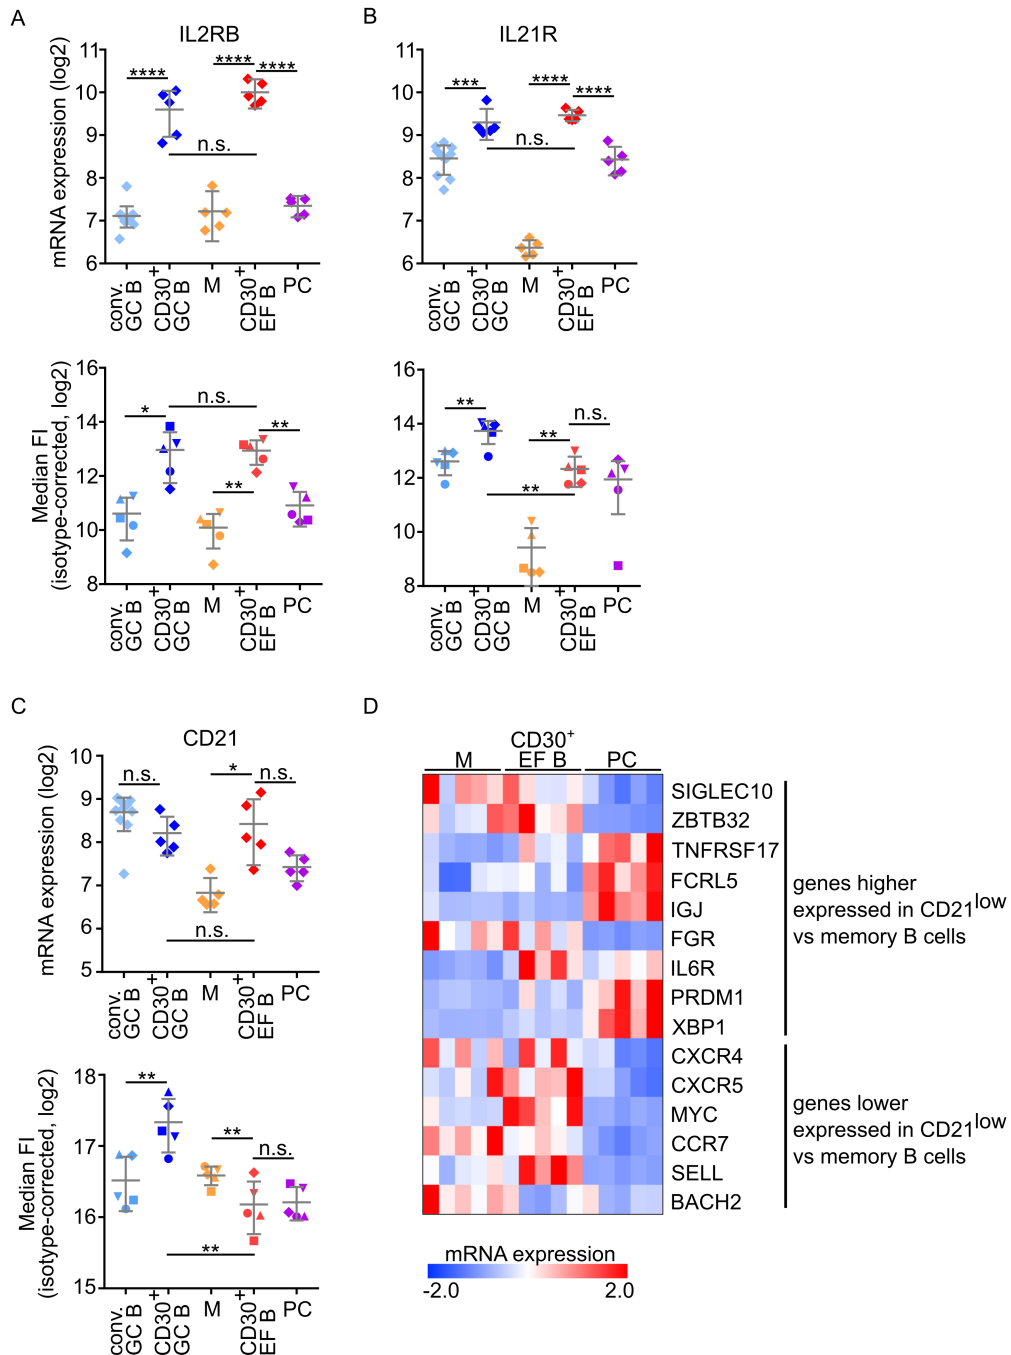 A
IL2RB
mRNA expression (log2)
11
10
9
8
7
6
****
****
****
n.s.
conv.
GC B
CD30+
GC B
M
CD30+
EF B
PC
Median FI
(isotype-corrected, log2)
16
14
12
10
8
*
n.s.
**
**
conv.
GC B
CD30+
GC B
M
CD30+
EF B
PC
B
IL21R
11
10
9
8
7
6
***
****
****
n.s.
conv.
GC B
CD30+
GC B
M
CD30+
EF B
PC
16
14
12
10
8
**
n.s.
**
**
conv.
GC B
CD30+
GC B
M
CD30+
EF B
PC
C
CD21
mRNA expression (log2)
10
9
8
7
6
5
n.s.
*
n.s.
n.s.
conv.
GC B
CD30+
GC B
M
CD30+
EF B
PC
Median FI
(isotype-corrected, log2)
18
17
16
15
**
**
n.s.
**
conv.
GC B
CD30+
GC B
M
CD30+
EF B
PC
D
M
CD30+
EF B
PC
SIGLEC10
ZBTB32
TNFRSF17
FCRL5
IGJ
FGR
IL6R
PRDM1
XBP1
CXCR4
CXCR5
MYC
CCR7
SELL
BACH2
genes higher
expressed in CD21low
vs memory B cells
genes lower
expressed in CD21low
vs memory B cells
mRNA expression
-2.0 2.0